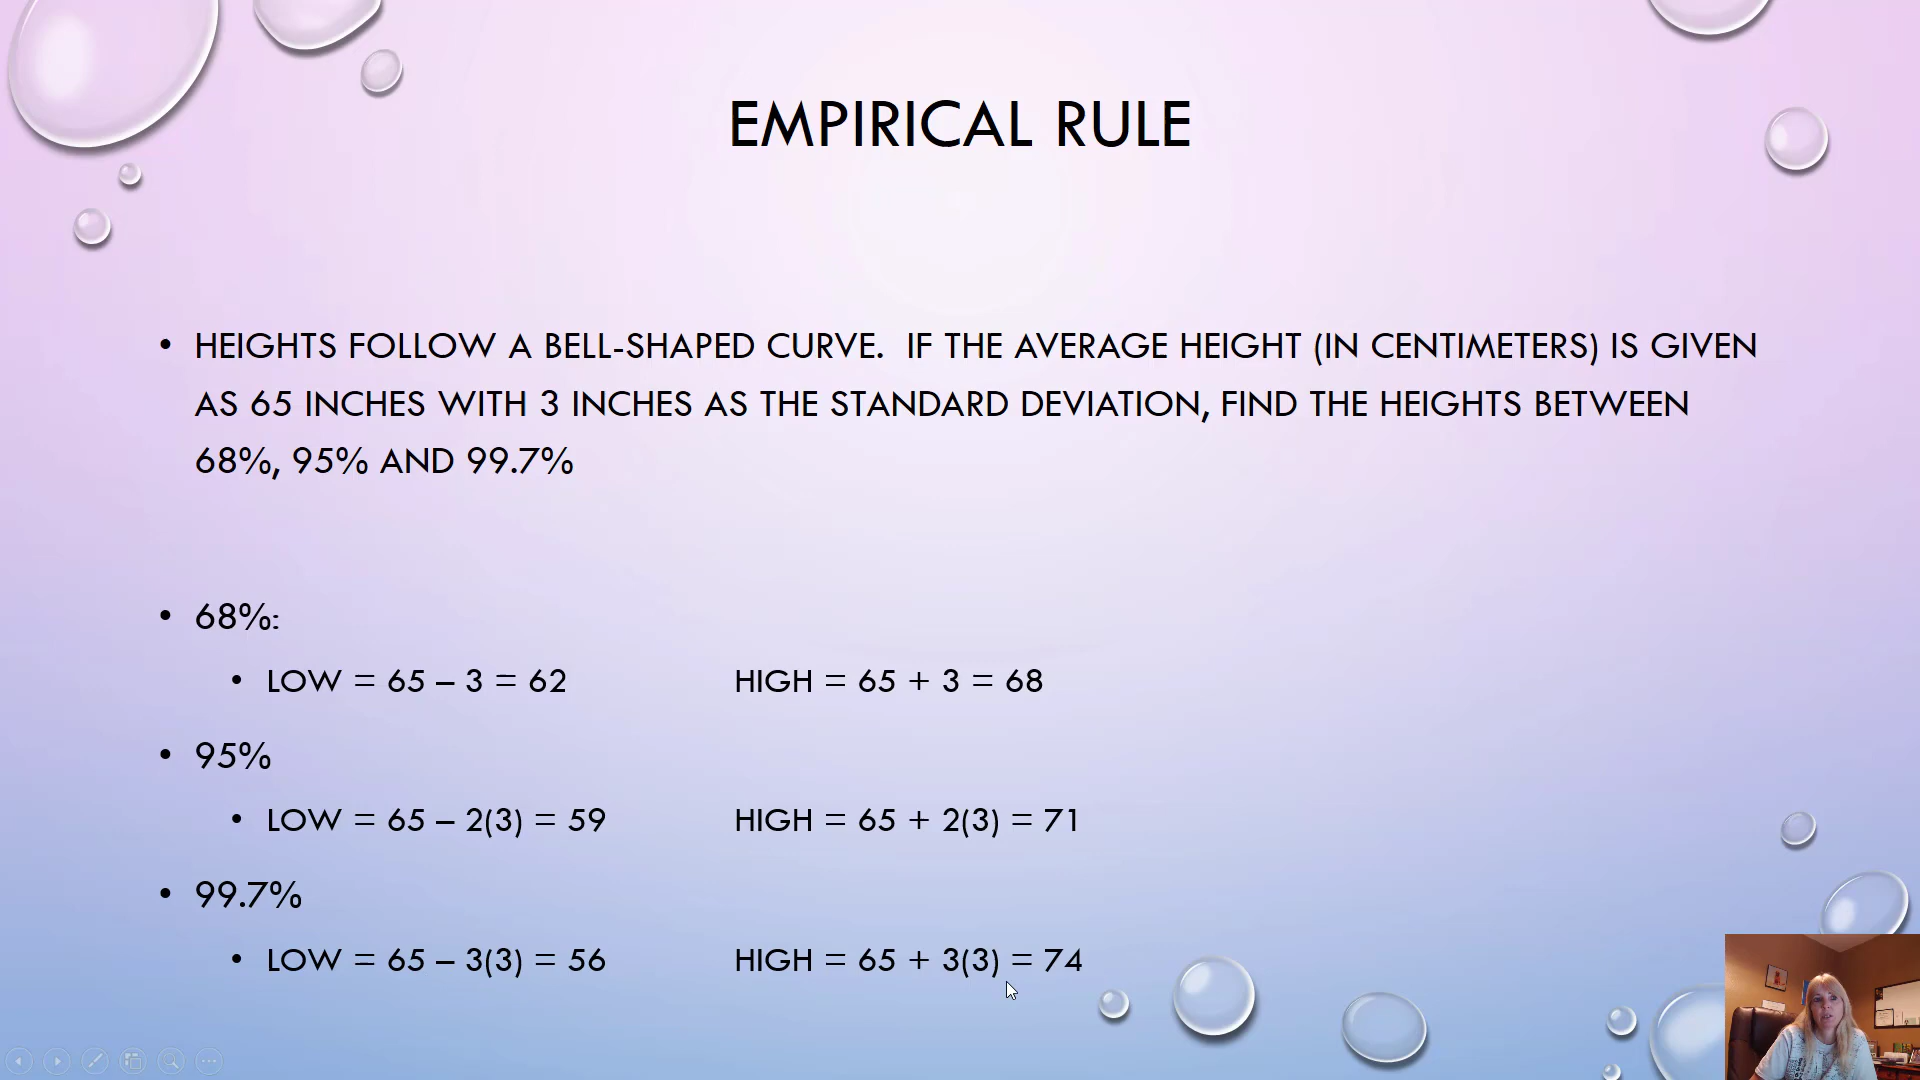 EMPIRICAL RULE
• HEIGHTS FOLLOW A BELL-SHAPED CURVE.  IF THE AVERAGE HEIGHT (IN CENTIMETERS) IS GIVEN
AS 65 INCHES WITH 3 INCHES AS THE STANDARD DEVIATION, FIND THE HEIGHTS BETWEEN
68%, 95% AND 99.7%
• 68%:
• LOW = 65 – 3 = 62 HIGH = 65 + 3 = 68
• 95%
• LOW = 65 – 2(3) = 59 HIGH = 65 + 2(3) = 71
• 99.7%
• LOW = 65 – 3(3) = 56 HIGH = 65 + 3(3) = 74